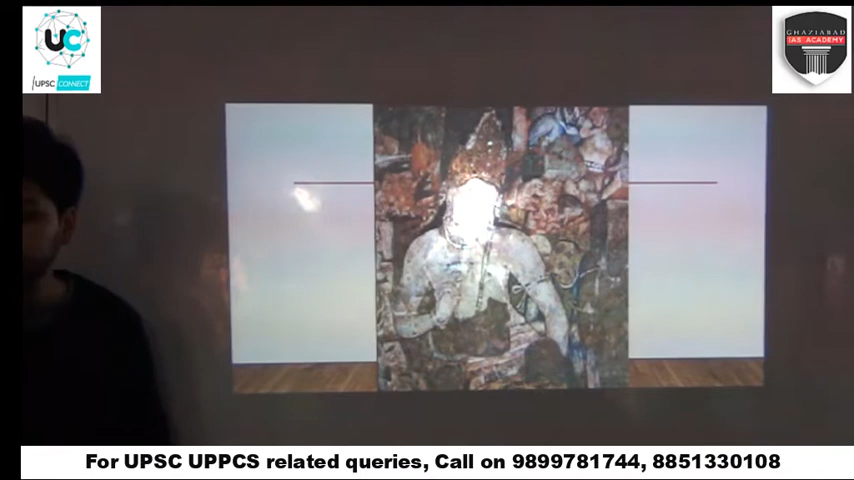 UC
UPSC CONNECT
GHAZIABAD
IAS ACADEMY
For UPSC UPPCS related queries, Call on 9899781744, 8851330108